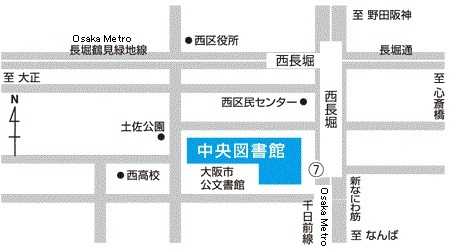 至 野田阪神
Osaka Metro
長堀鶴見緑地線
西区役所
西長堀
長堀通
至 大正
至 心斎橋
N
西区民センター
西長堀
土佐公園
中央図書館
大阪市
公文書館
⑦
西高校
千日前線
Osaka Metro
新なにわ筋
至 なんば